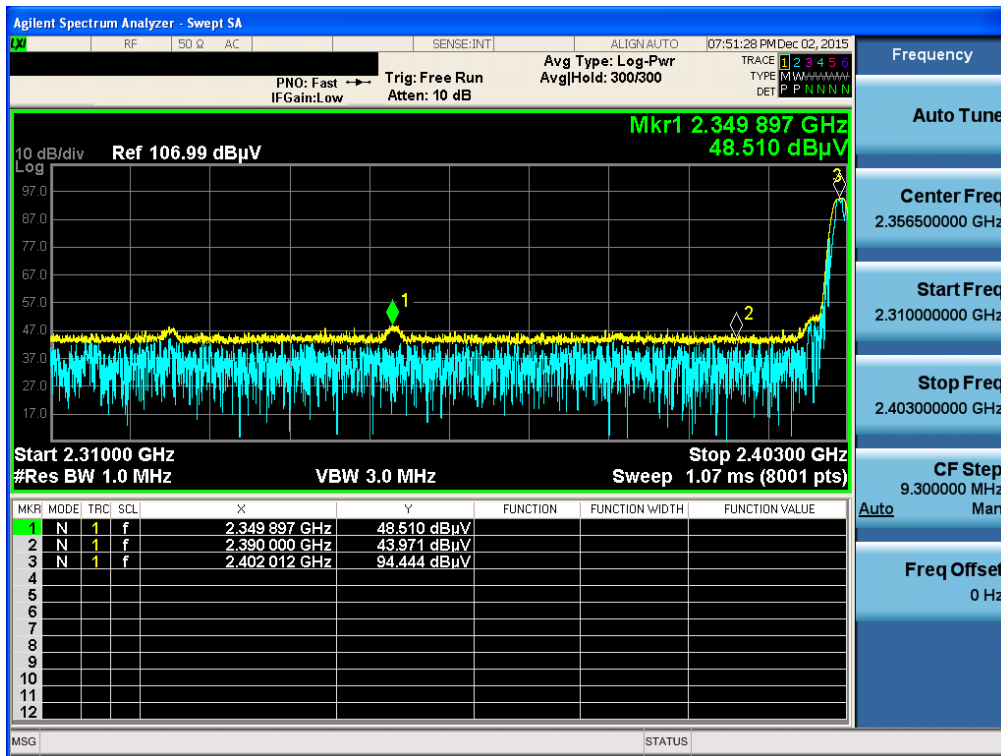 Agilent Spectrum Analyzer - Swept SA
LXI RF 50 Ω AC SENSE:INT ALIGN AUTO 07:51:28 PM Dec 02, 2015
PNO: Fast Trig: Free Run Avg Type: Log-Pwr TRACE 1 2 3 4 5 6
IFGain:Low Atten: 10 dB Avg|Hold: 300/300 TYPE M W W W W W
DET P P N N N N
Mkr1 2.349 897 GHz
48.510 dBµV
10 dB/div Ref 106.99 dBµV
Log
97.0
87.0
77.0
67.0
57.0
47.0
37.0
27.0
17.0
1
2
3
Start 2.31000 GHz Stop 2.40300 GHz
#Res BW 1.0 MHz VBW 3.0 MHz Sweep 1.07 ms (8001 pts)
MKR MODE TRC SCL X Y FUNCTION FUNCTION WIDTH FUNCTION VALUE
1 N 1 f 2.349 897 GHz 48.510 dBµV
2 N 1 f 2.390 000 GHz 43.971 dBµV
3 N 1 f 2.402 012 GHz 94.444 dBµV
4
5
6
7
8
9
10
11
12
MSG STATUS
Frequency
Auto Tune
Center Freq
2.356500000 GHz
Start Freq
2.310000000 GHz
Stop Freq
2.403000000 GHz
CF Step
9.300000 MHz
Auto Man
Freq Offset
0 Hz